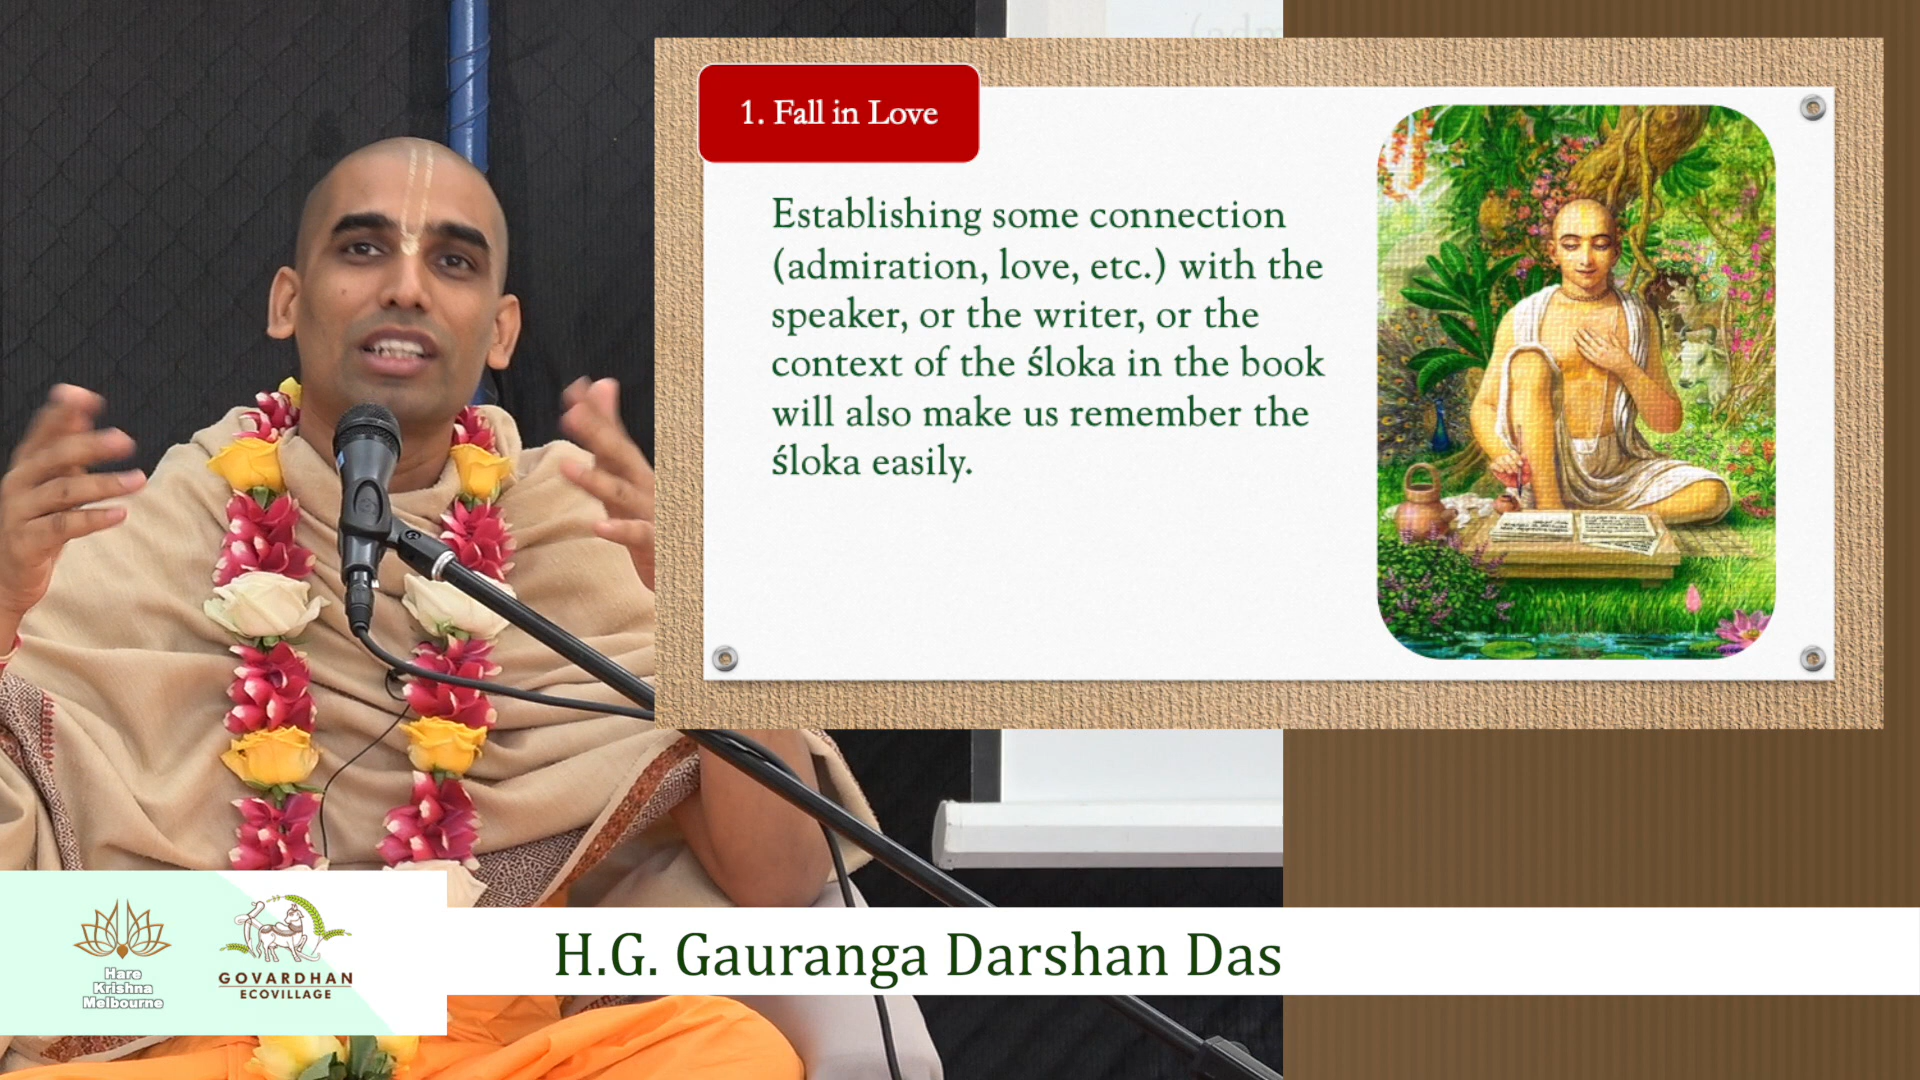 (adm
1. Fall in Love
Establishing some connection
(admiration, love, etc.) with the
speaker, or the writer, or the
context of the śloka in the book
will also make us remember the
śloka easily.
Hare
Krishna
Melbourne
GOVARDHAN
ECOVILLAGE
H.G. Gauranga Darshan Das